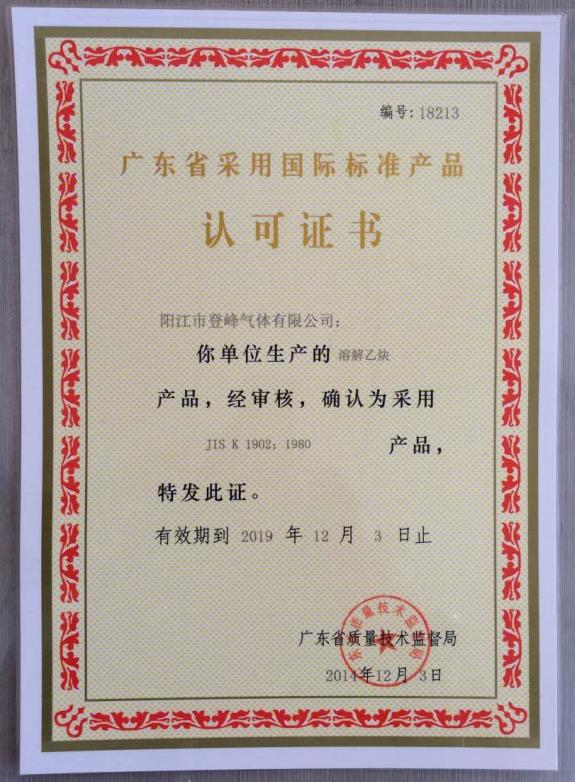 编号：18213
广东省采用国际标准产品
认可证书
阳江市登峰气体有限公司：
你单位生产的 溶解乙炔
产品，经审核，确认为采用
JIS K 1902：1980 产品，
特发此证。
有效期到 2019 年 12 月 3 日止
广东省质量技术监督局
2014年12月 3日